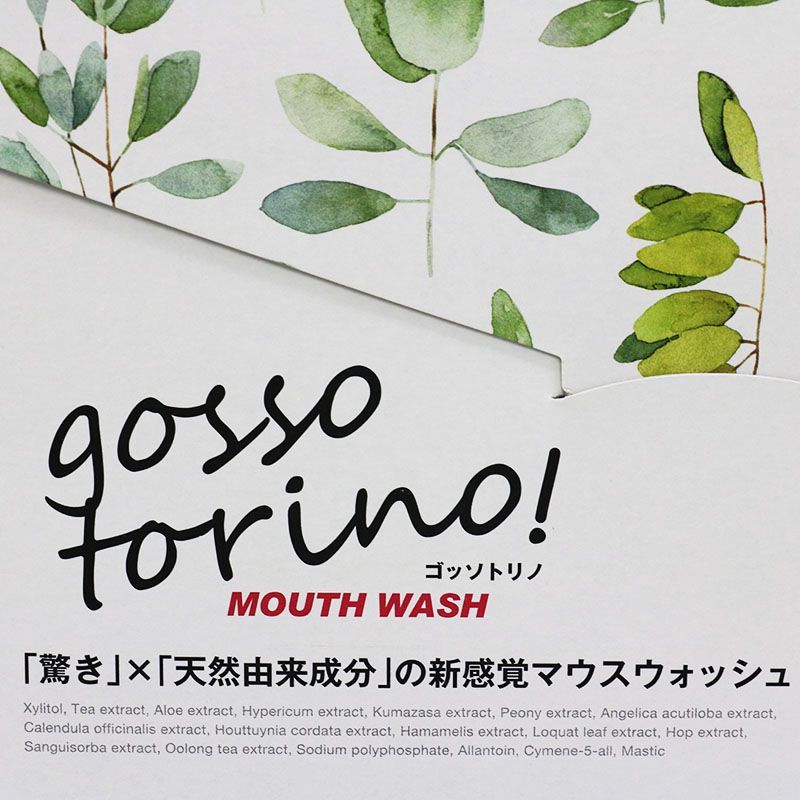 gosso
torino!
ゴッソトリノ
MOUTH WASH
「驚き」×「天然由来成分」の新感覚マウスウォッシュ
Xylitol, Tea extract, Aloe extract, Hypericum extract, Kumazasa extract, Peony extract, Angelica acutiloba extract,
Calendula officinalis extract, Houttuynia cordata extract, Hamamelis extract, Loquat leaf extract, Hop extract,
Sanguisorba extract, Oolong tea extract, Sodium polyphosphate, Allantoin, Cymene-5-all, Mastic